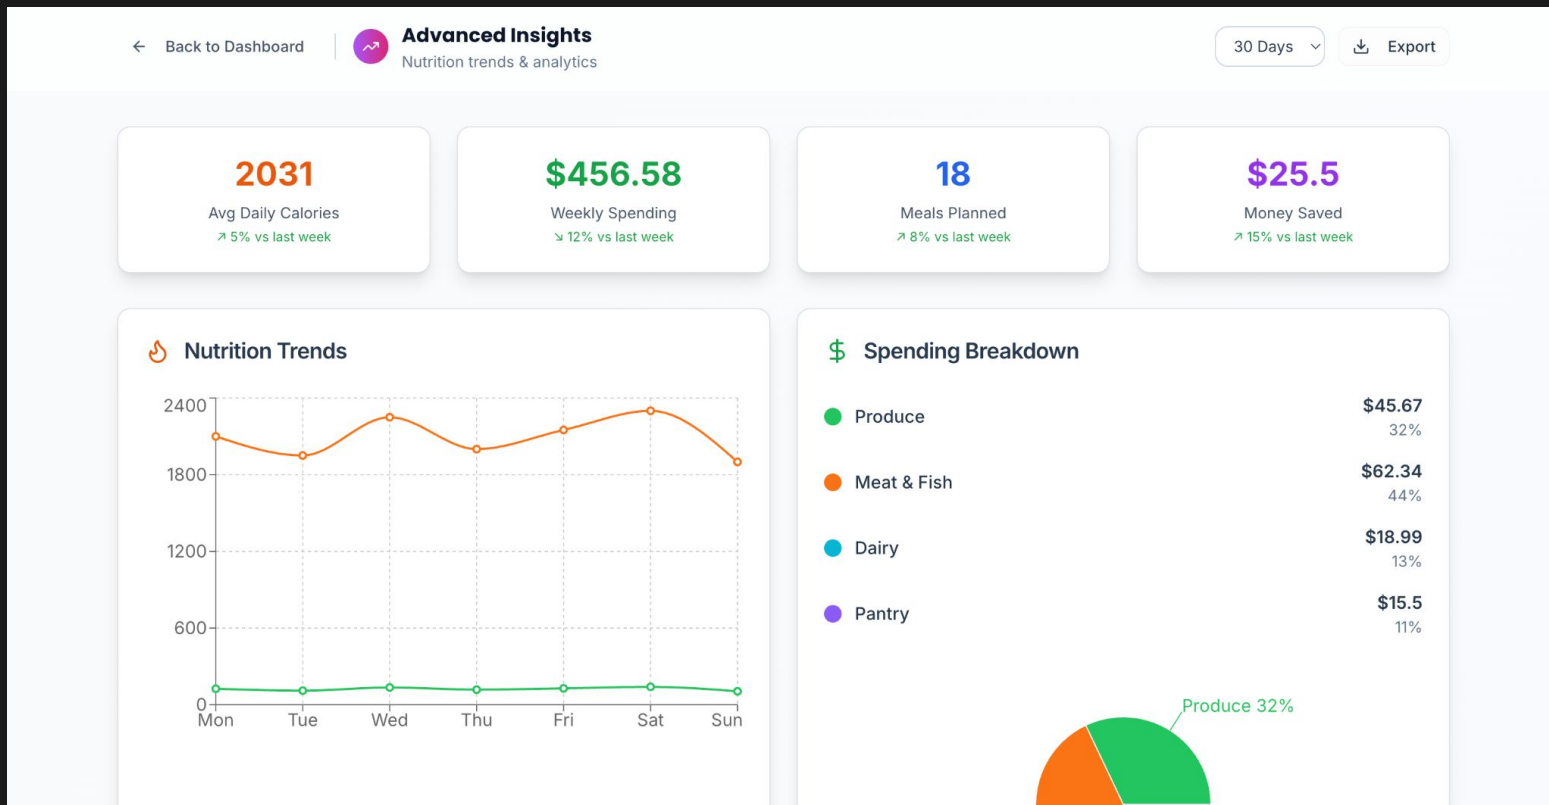 Back to Dashboard
Advanced Insights
Nutrition trends & analytics
30 Days
Export
2031
Avg Daily Calories
↗ 5% vs last week
$456.58
Weekly Spending
↘ 12% vs last week
18
Meals Planned
↗ 8% vs last week
$25.5
Money Saved
↗ 15% vs last week
Nutrition Trends
2400
1800
1200
600
0
Mon Tue Wed Thu Fri Sat Sun
Spending Breakdown
Produce
$45.67
32%
Meat & Fish
$62.34
44%
Dairy
$18.99
13%
Pantry
$15.5
11%
Produce 32%